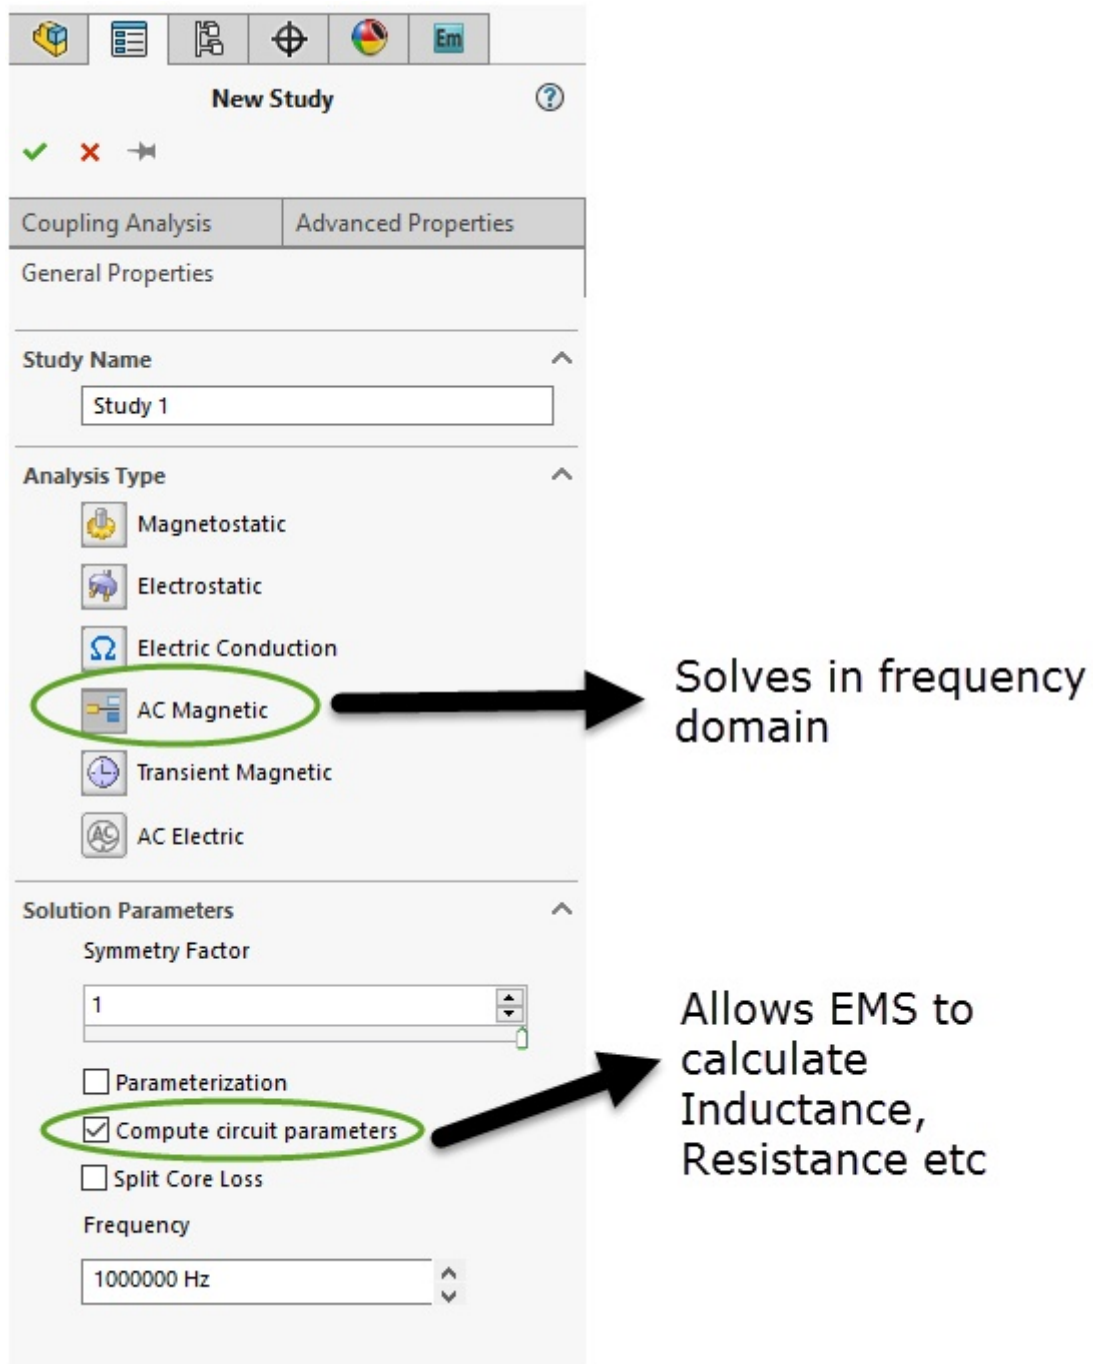 Em
New Study
?
Coupling Analysis
Advanced Properties
General Properties
Study Name
Study 1
Analysis Type
Magnetostatic
Electrostatic
Ω
Electric Conduction
AC Magnetic
Transient Magnetic
AC
AC Electric
Solves in frequency
domain
Solution Parameters
Symmetry Factor
1
Parameterization
Compute circuit parameters
Split Core Loss
Frequency
1000000 Hz
Allows EMS to
calculate
Inductance,
Resistance etc